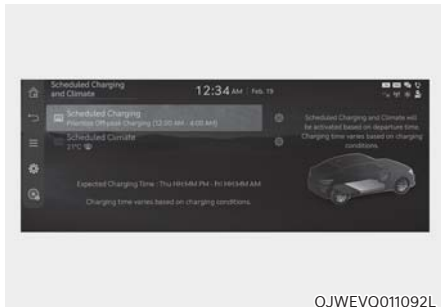 Scheduled Charging
and Climate
12:34 AM Feb. 19
Scheduled Charging
Prioritize Off-peak Charging (12:00 AM - 4:00 AM)
Scheduled Climate
21°C
Expected Charging Time : Thu HH:MM PM - Fri HH:MM AM
Charging time varies based on charging conditions.
Scheduled Charging and Climate will
be activated based on departure time.
Charging time varies based on charging
conditions.
OJWEVO011092L